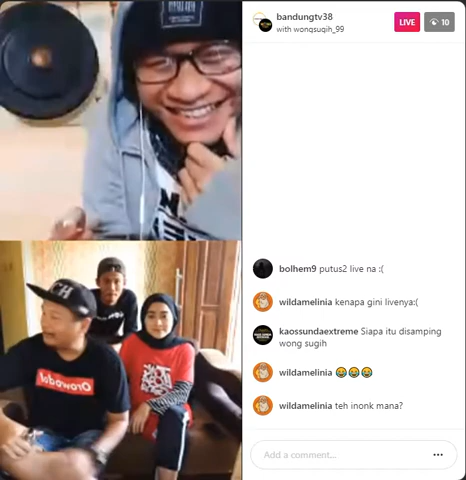 bandungtv38
with wonqsuqih_99
LIVE
10
bolhem9 putus2 live na :(
wildamelinia kenapa gini livenya:(
kaossundaextreme Siapa itu disamping
wong sugih
wildamelinia 😂😂😂
wildamelinia teh inonk mana?
Add a comment...